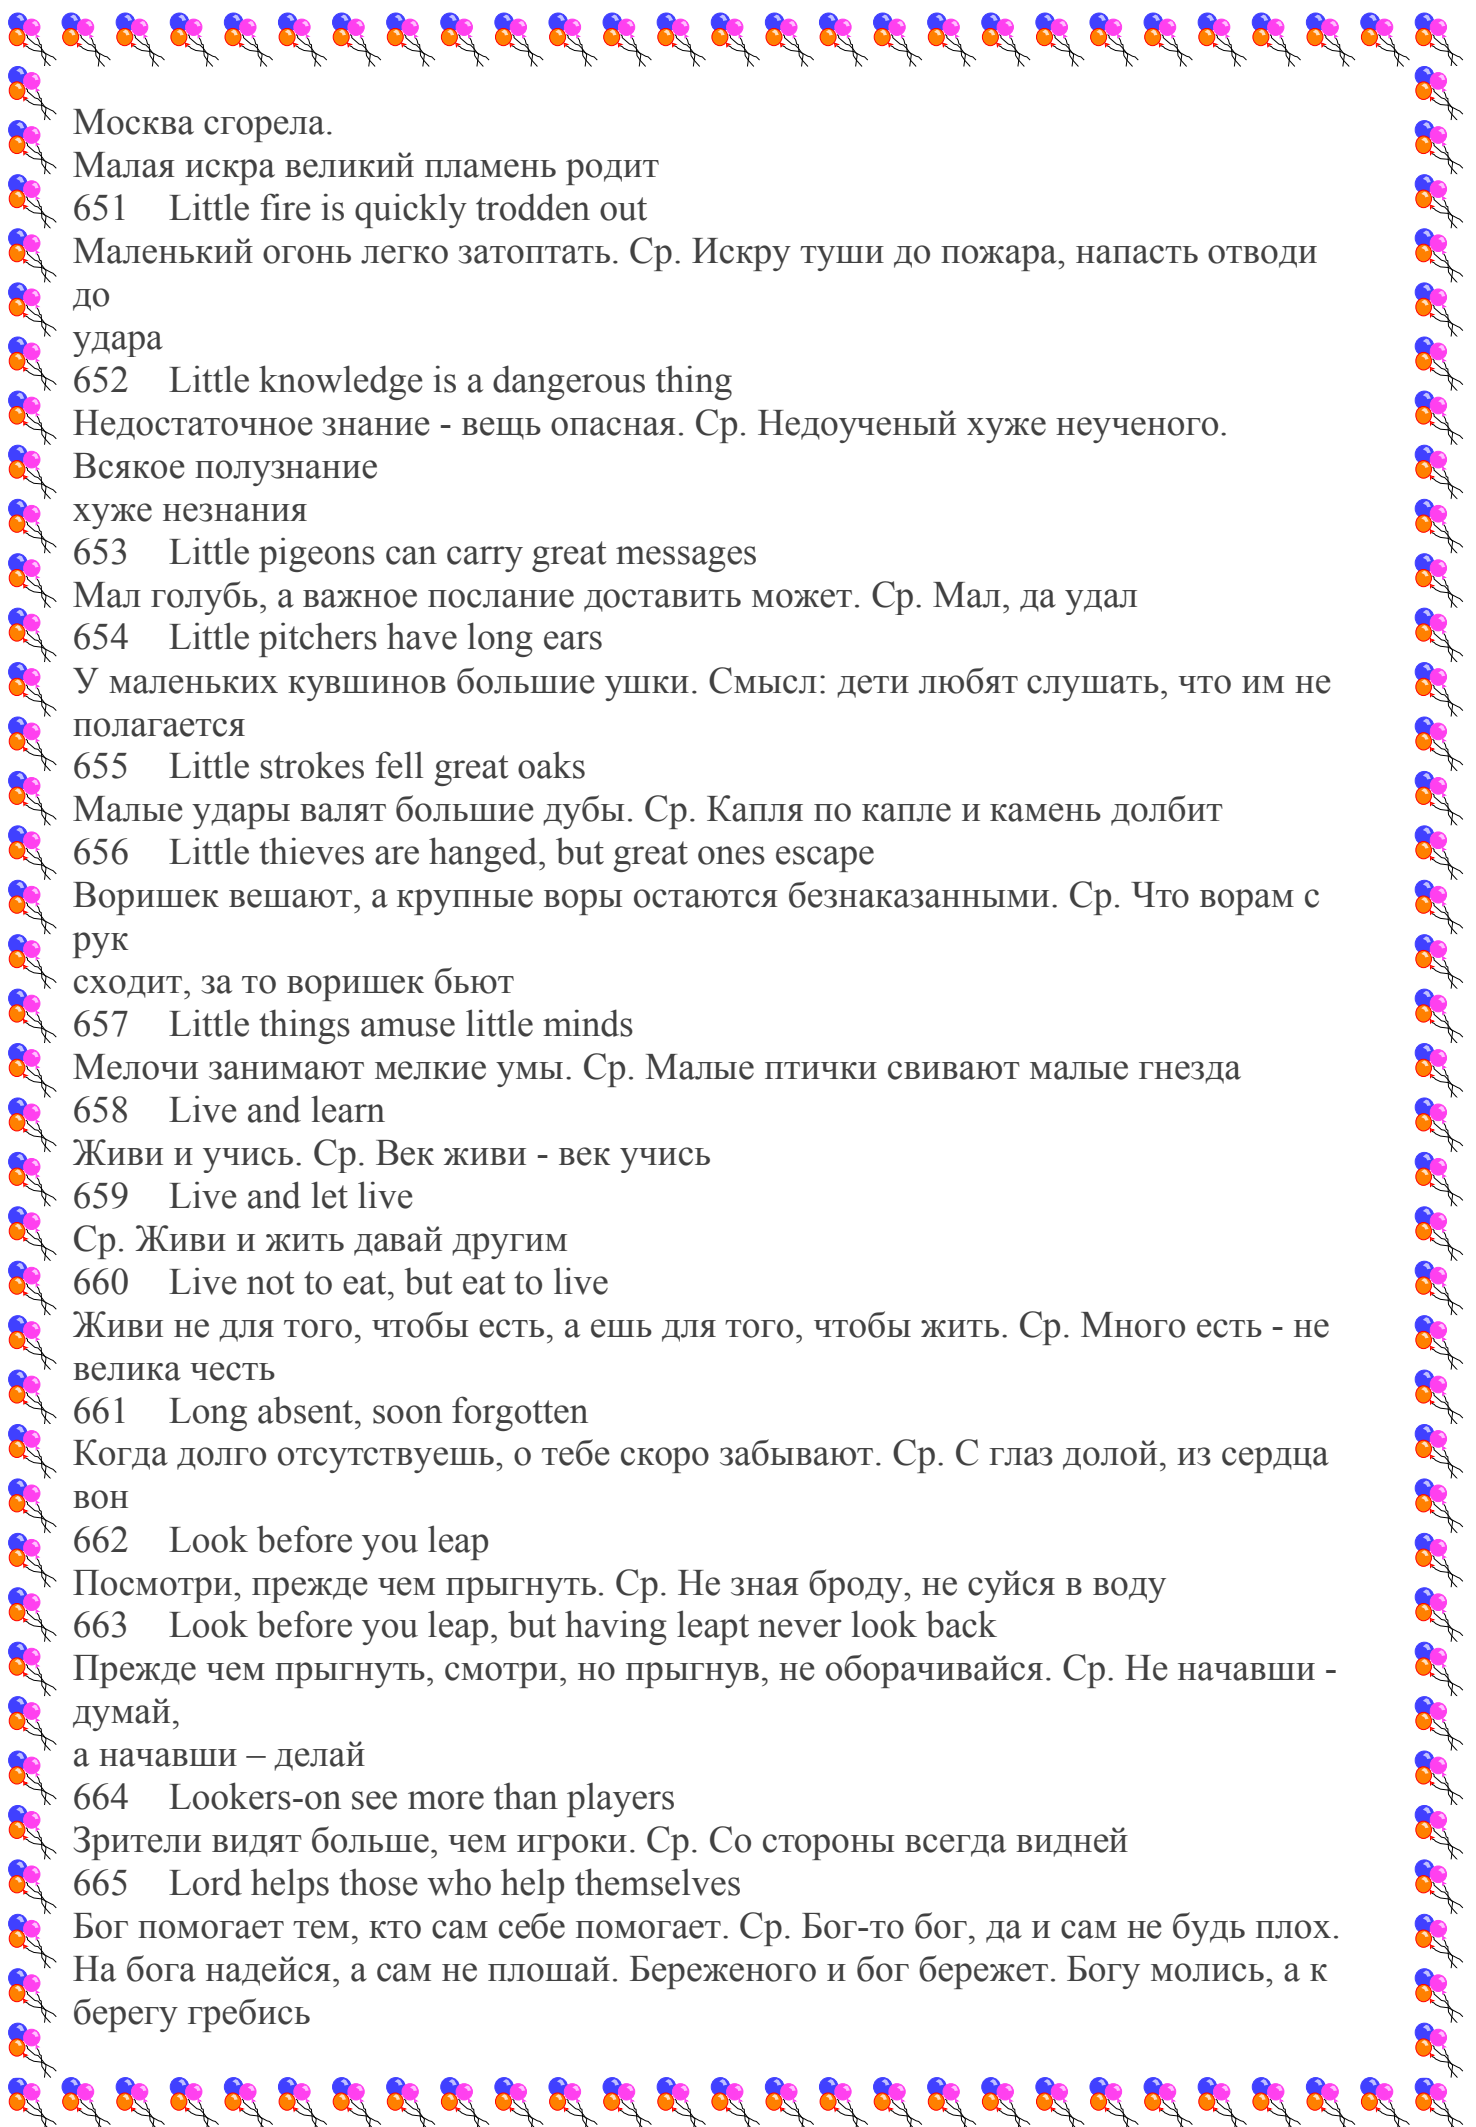 Москва сгорела.
Малая искра великий пламень родит
651 Little fire is quickly trodden out
Маленький огонь легко затоптать. Ср. Искру туши до пожара, напасть отводи
до
удара
652 Little knowledge is a dangerous thing
Недостаточное знание - вещь опасная. Ср. Недоученый хуже неученого.
Всякое полузнание
хуже незнания
653 Little pigeons can carry great messages
Мал голубь, а важное послание доставить может. Ср. Мал, да удал
654 Little pitchers have long ears
У маленьких кувшинов большие ушки. Смысл: дети любят слушать, что им не
полагается
655 Little strokes fell great oaks
Малые удары валят большие дубы. Ср. Капля по капле и камень долбит
656 Little thieves are hanged, but great ones escape
Воришек вешают, а крупные воры остаются безнаказанными. Ср. Что ворам с
рук
сходит, за то воришек бьют
657 Little things amuse little minds
Мелочи занимают мелкие умы. Ср. Малые птички свивают малые гнезда
658 Live and learn
Живи и учись. Ср. Век живи - век учись
659 Live and let live
Ср. Живи и жить давай другим
660 Live not to eat, but eat to live
Живи не для того, чтобы есть, а ешь для того, чтобы жить. Ср. Много есть - не
велика честь
661 Long absent, soon forgotten
Когда долго отсутствуешь, о тебе скоро забывают. Ср. С глаз долой, из сердца
вон
662 Look before you leap
Посмотри, прежде чем прыгнуть. Ср. Не зная броду, не суйся в воду
663 Look before you leap, but having leapt never look back
Прежде чем прыгнуть, смотри, но прыгнув, не оборачивайся. Ср. Не начавши -
думай,
а начавши – делай
664 Lookers-on see more than players
Зрители видят больше, чем игроки. Ср. Со стороны всегда видней
665 Lord helps those who help themselves
Бог помогает тем, кто сам себе помогает. Ср. Бог-то бог, да и сам не будь плох.
На бога надейся, а сам не плошай. Береженого и бог бережет. Богу молись, а к
берегу гребись